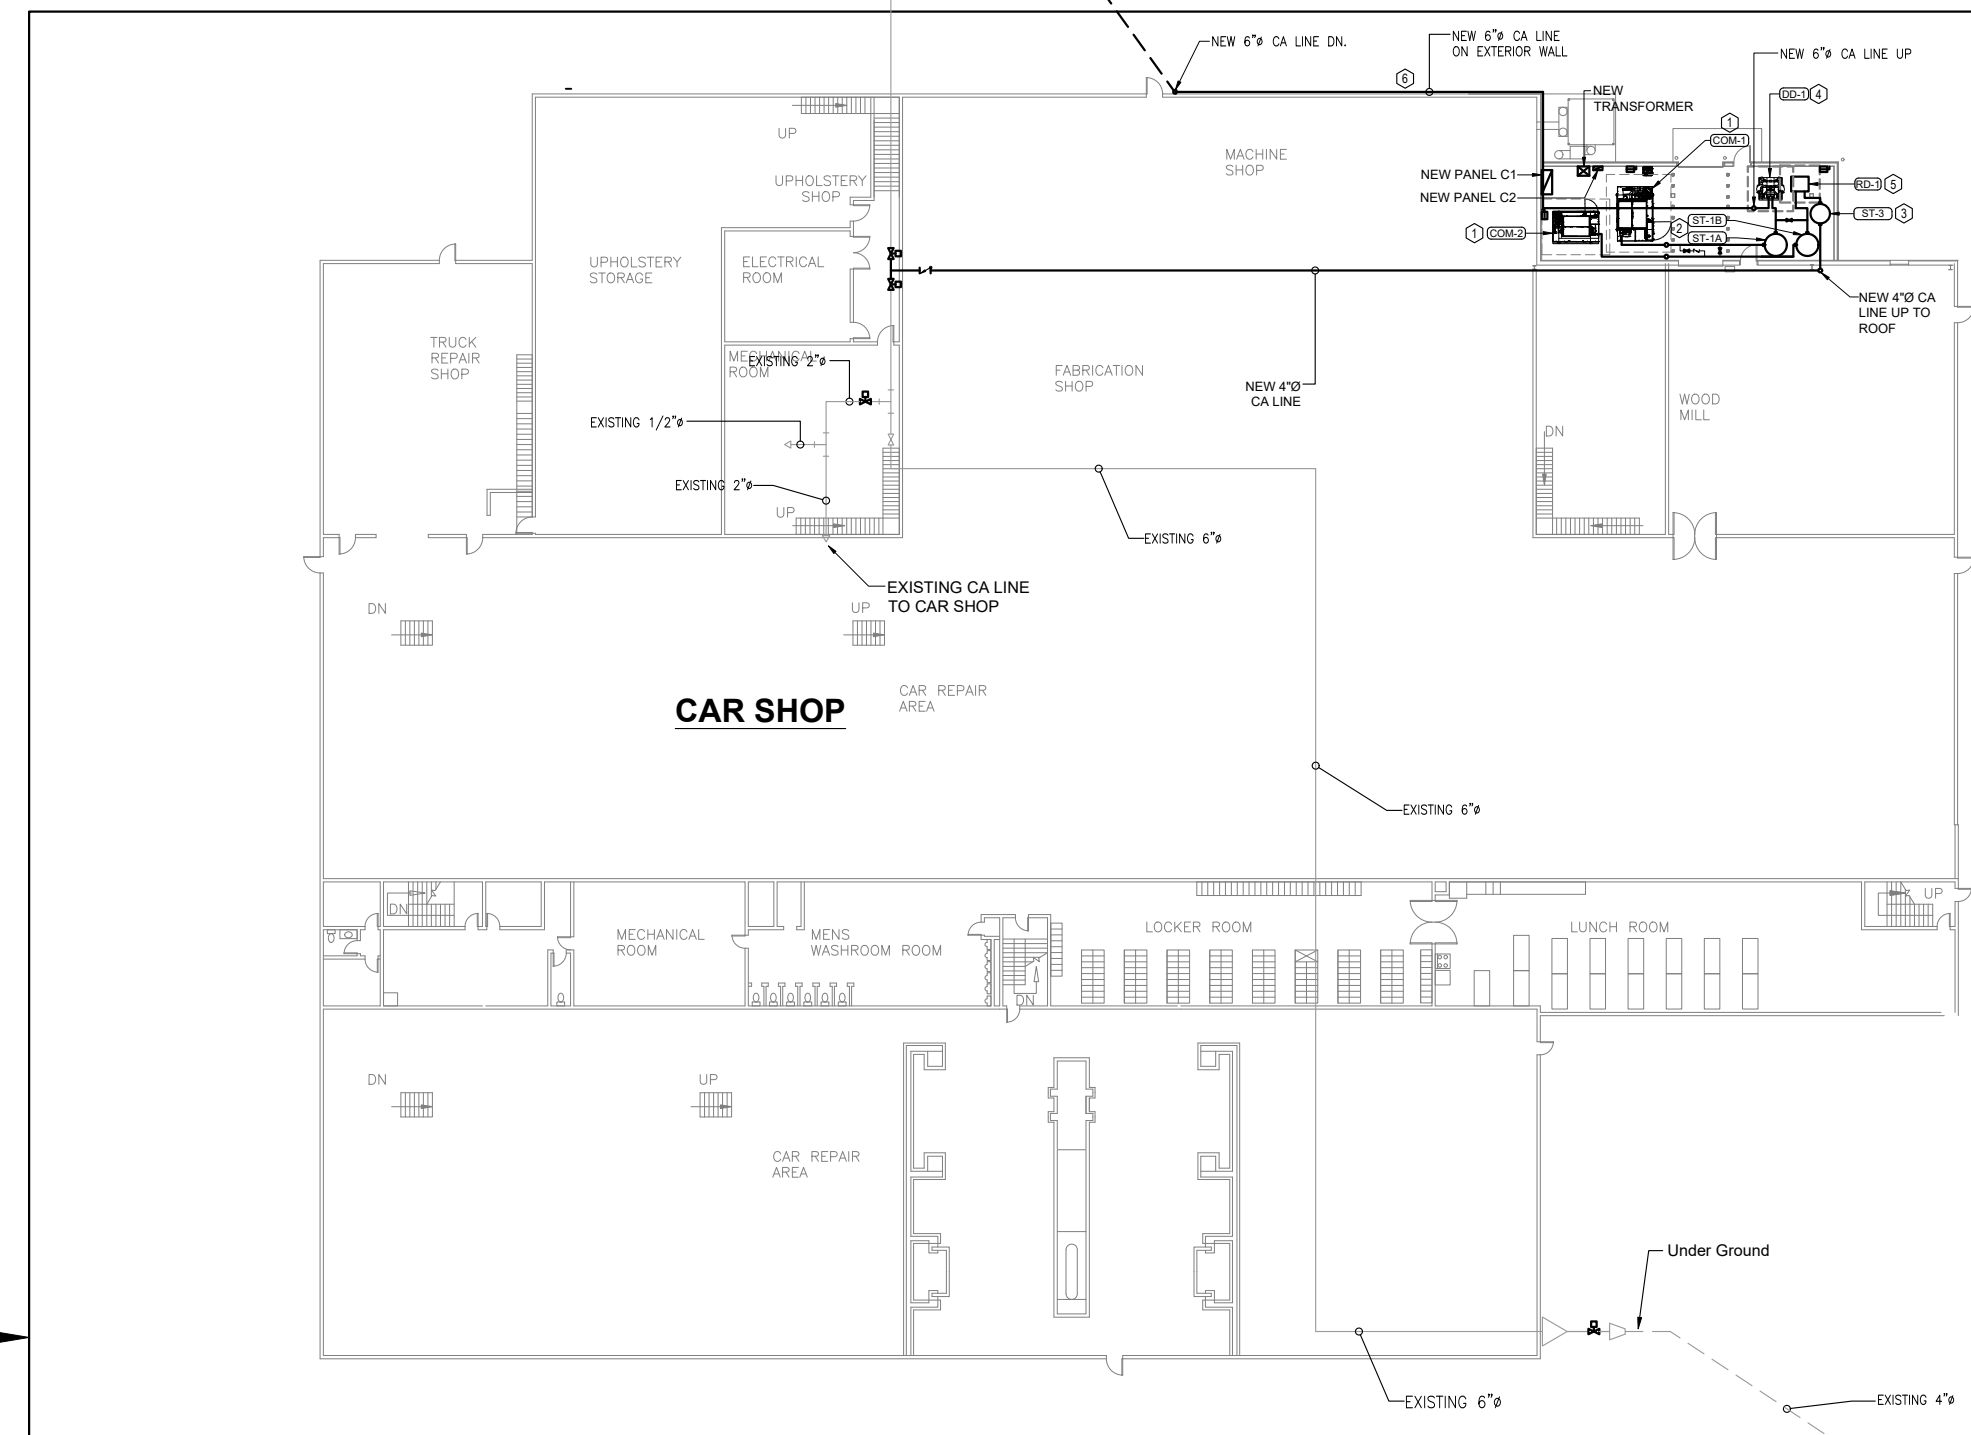 NEW 6"ø CA LINE DN.
NEW 6"ø CA LINE
ON EXTERIOR WALL
NEW 6"ø CA LINE UP
6
NEW
TRANSFORMER
DD-1
4
1
COM-1
UP
UPHOLSTERY
SHOP
MACHINE
SHOP
NEW PANEL C1
NEW PANEL C2
RD-1
5
ST-3
3
1
COM-2
2
ST-1B
ST-1A
UPHOLSTERY
STORAGE
ELECTRICAL
ROOM
NEW 4"Ø CA
LINE UP TO
ROOF
TRUCK
REPAIR
SHOP
MECHANICAL
ROOM
EXISTING 2"ø
FABRICATION
SHOP
NEW 4"Ø
CA LINE
WOOD
MILL
EXISTING 1/2"ø
DN
EXISTING 2"ø
UP
EXISTING 6"ø
EXISTING CA LINE
TO CAR SHOP
DN
UP
CAR SHOP
CAR REPAIR
AREA
EXISTING 6"ø
DN
UP
MECHANICAL
ROOM
MENS
WASHROOM ROOM
LOCKER ROOM
LUNCH ROOM
DN
DN
UP
CAR REPAIR
AREA
Under Ground
EXISTING 6"ø
EXISTING 4"ø